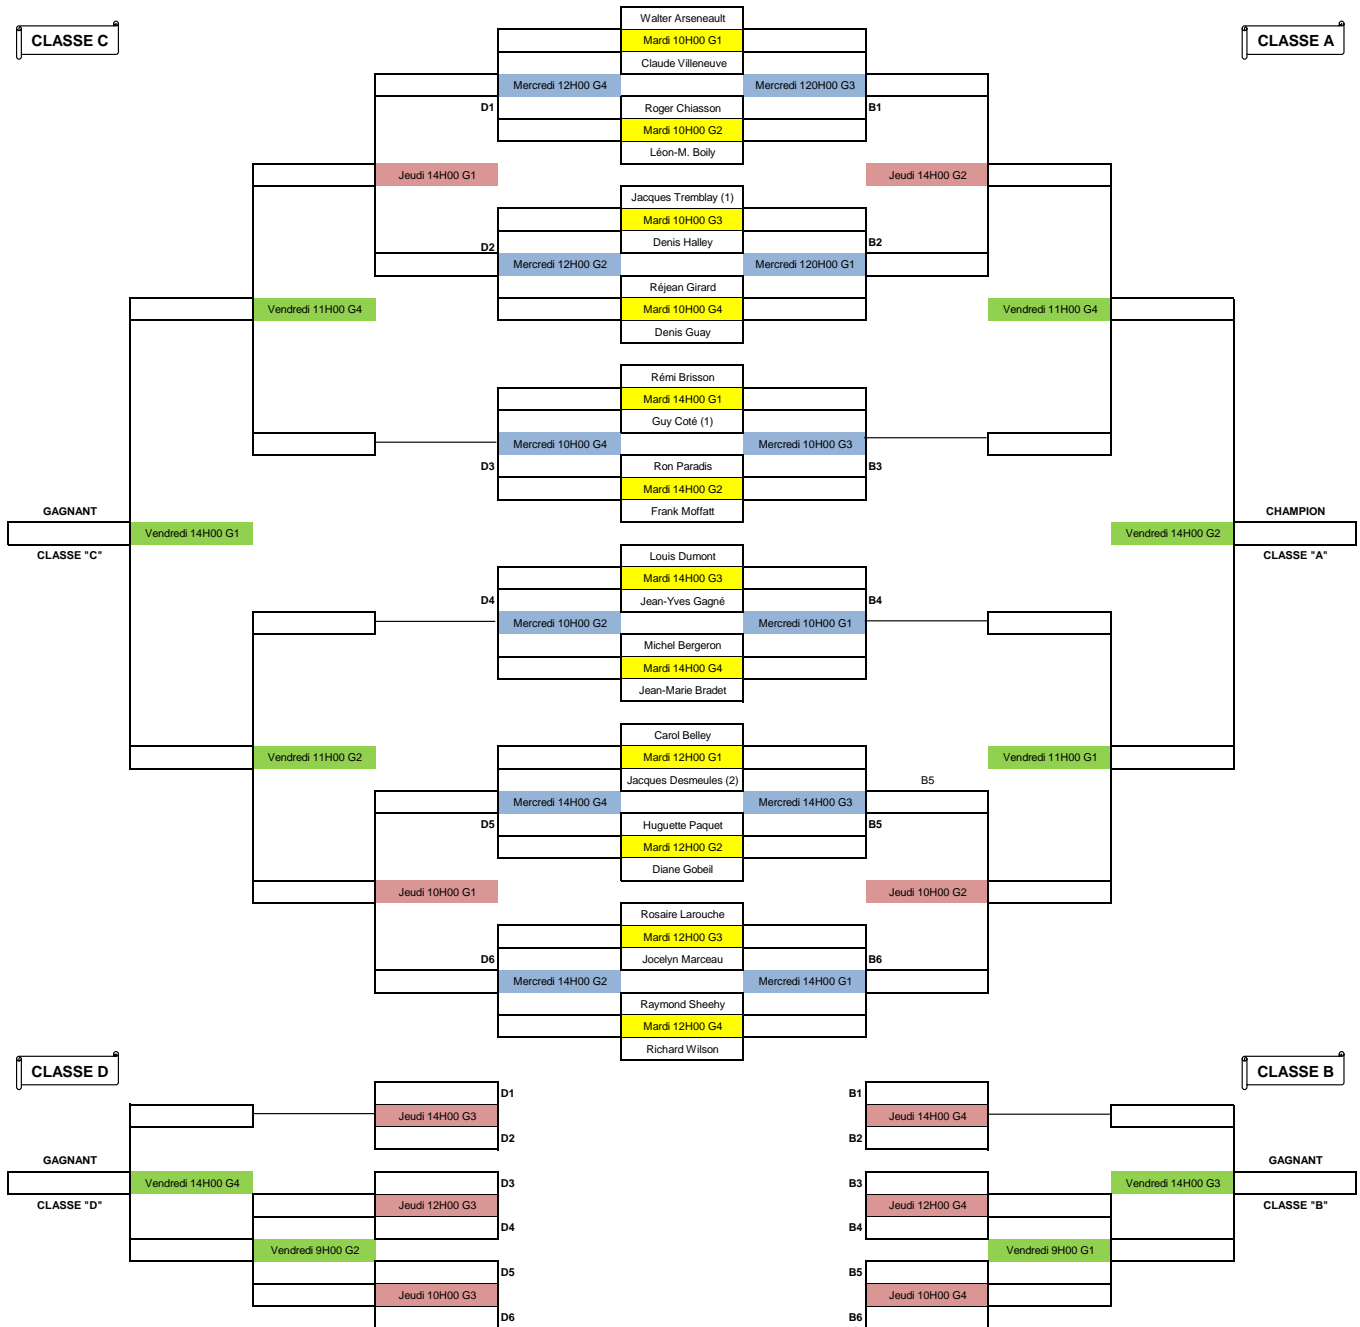 Walter Arseneault
CLASSE C
Mardi 10H00 G1
CLASSE A
Claude Villeneuve
Mercredi 12H00 G4
Mercredi 120H00 G3
D1
Roger Chiasson
B1
Mardi 10H00 G2
Léon-M. Boily
Jeudi 14H00 G1
Jeudi 14H00 G2
Jacques Tremblay (1)
Mardi 10H00 G3
D2
Denis Halley
B2
Mercredi 12H00 G2
Mercredi 120H00 G1
Réjean Girard
Vendredi 11H00 G4
Mardi 10H00 G4
Vendredi 11H00 G4
Denis Guay
Rémi Brisson
Mardi 14H00 G1
Guy Coté (1)
Mercredi 10H00 G4
Mercredi 10H00 G3
D3
Ron Paradis
B3
Mardi 14H00 G2
GAGNANT
Frank Moffatt
CHAMPION
Vendredi 14H00 G1
Vendredi 14H00 G2
CLASSE "C"
Louis Dumont
CLASSE "A"
Mardi 14H00 G3
D4
Jean-Yves Gagné
B4
Mercredi 10H00 G2
Mercredi 10H00 G1
Michel Bergeron
Mardi 14H00 G4
Jean-Marie Bradet
Carol Belley
Vendredi 11H00 G2
Mardi 12H00 G1
Vendredi 11H00 G1
Jacques Desmeules (2)
B5
Mercredi 14H00 G4
Mercredi 14H00 G3
D5
Huguette Paquet
B5
Mardi 12H00 G2
Diane Gobeil
Jeudi 10H00 G1
Jeudi 10H00 G2
Rosaire Larouche
Mardi 12H00 G3
D6
Jocelyn Marceau
B6
Mercredi 14H00 G2
Mercredi 14H00 G1
Raymond Sheehy
Mardi 12H00 G4
Richard Wilson
CLASSE D
CLASSE B
D1
B1
Jeudi 14H00 G3
Jeudi 14H00 G4
D2
B2
GAGNANT
GAGNANT
Vendredi 14H00 G4
D3
B3
Vendredi 14H00 G3
CLASSE "D"
Jeudi 12H00 G3
Jeudi 12H00 G4
CLASSE "B"
D4
B4
Vendredi 9H00 G2
Vendredi 9H00 G1
D5
B5
Jeudi 10H00 G3
Jeudi 10H00 G4
D6
B6